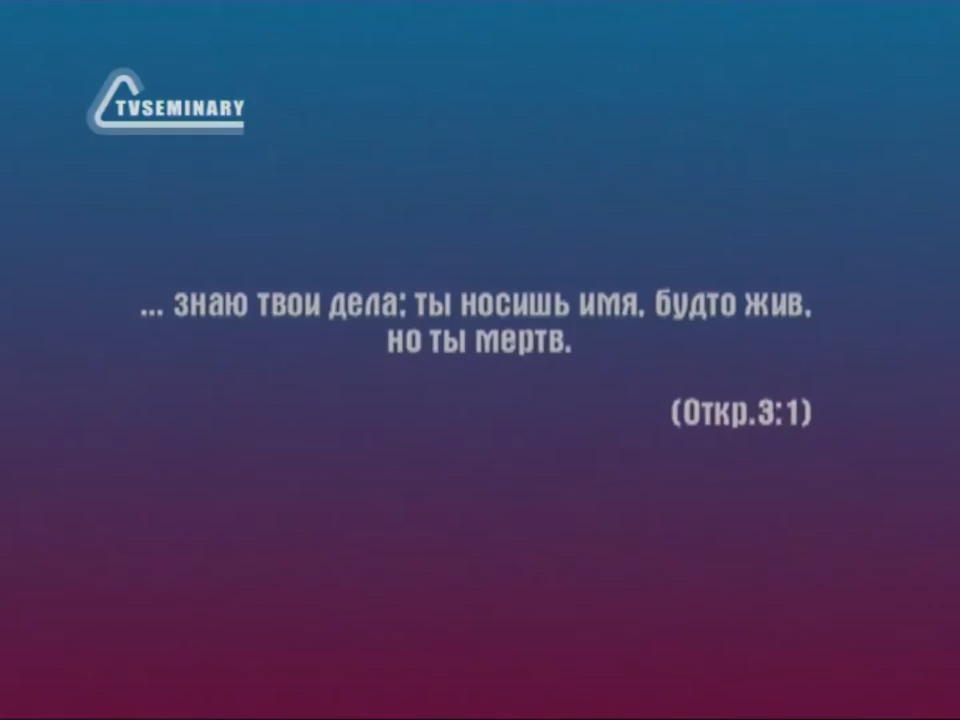 TVSEMINARY
... знаю твои дела; ты носишь имя, будто жив,
но ты мертв.
(Откр.3:1)